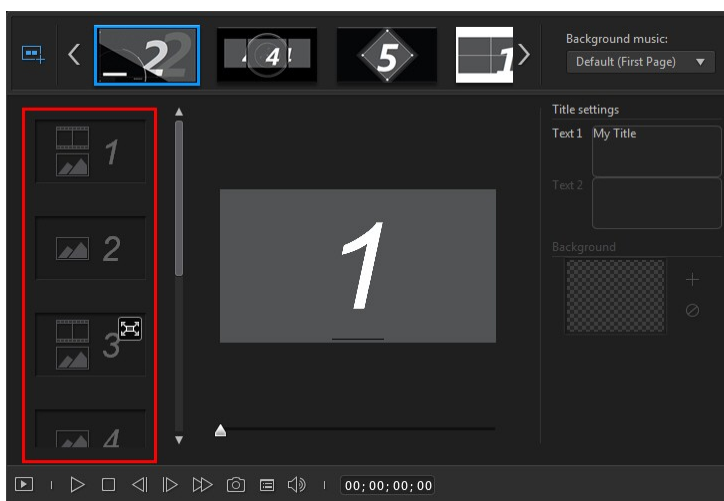 2
2
4
5
1
Background music:
Default (First Page)
1
2
3
4
1
Title settings
Text 1
My Title
Text 2
Background
00; 00; 00; 00